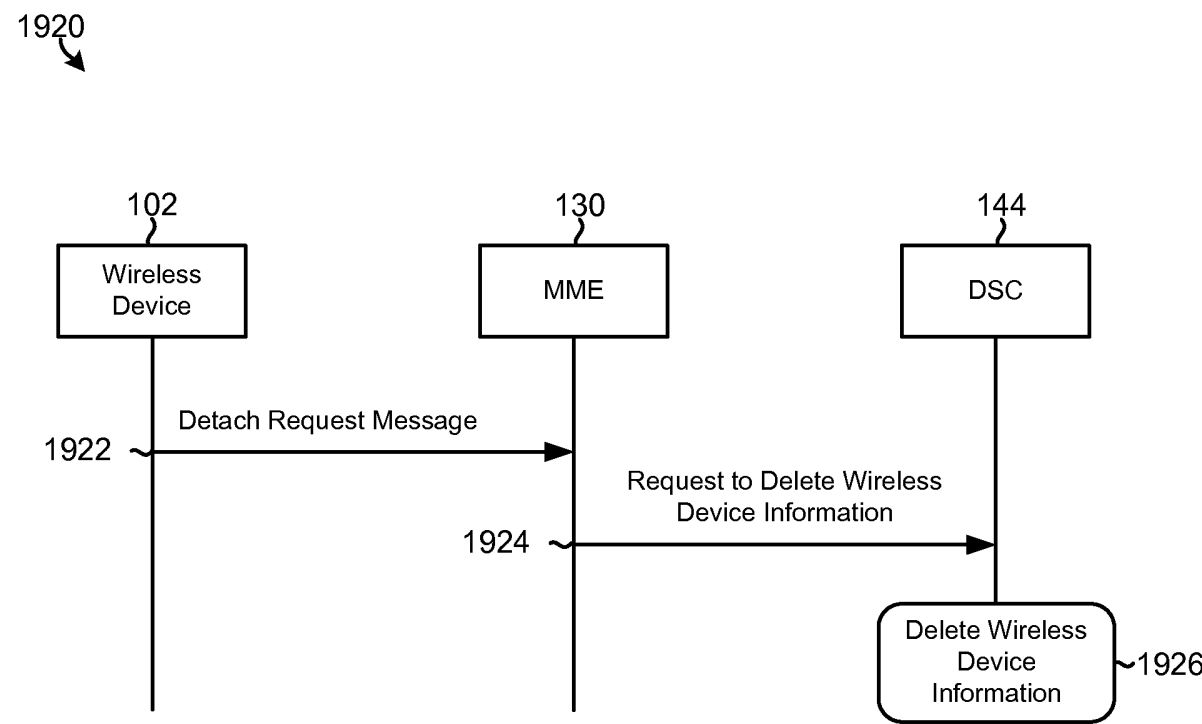 1920
102
130
144
Wireless
Device
MME
DSC
Detach Request Message
1922
Request to Delete Wireless
Device Information
1924
Delete Wireless
Device
Information
1926